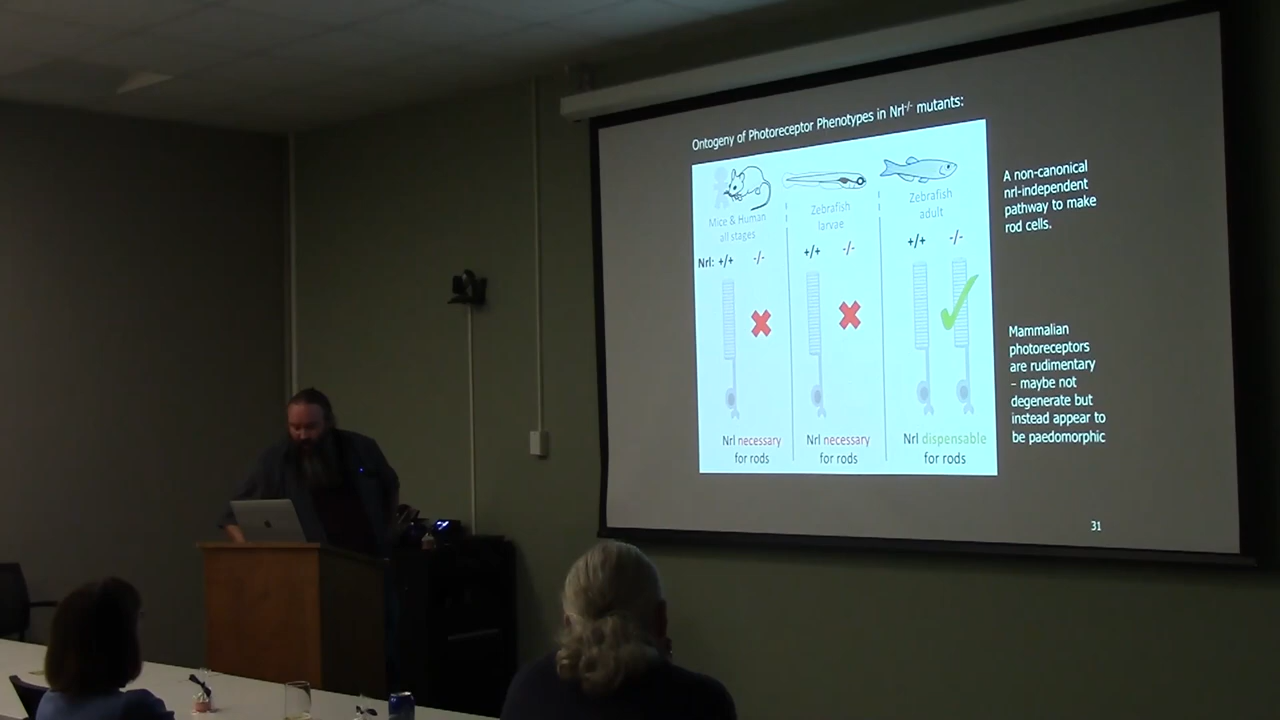 Ontogeny of Photoreceptor Phenotypes in Nrl-/- mutants:
Mice & Human
all stages
Nrl: +/+ -/-
Nrl necessary
for rods
Zebrafish
larvae
+/+ -/-
Nrl necessary
for rods
Zebrafish
adult
+/+ -/-
Nrl dispensable
for rods
A non-canonical
nrl-independent
pathway to make
rod cells.
Mammalian
photoreceptors
are rudimentary
– maybe not
degenerate but
instead appear to
be paedomorphic
31